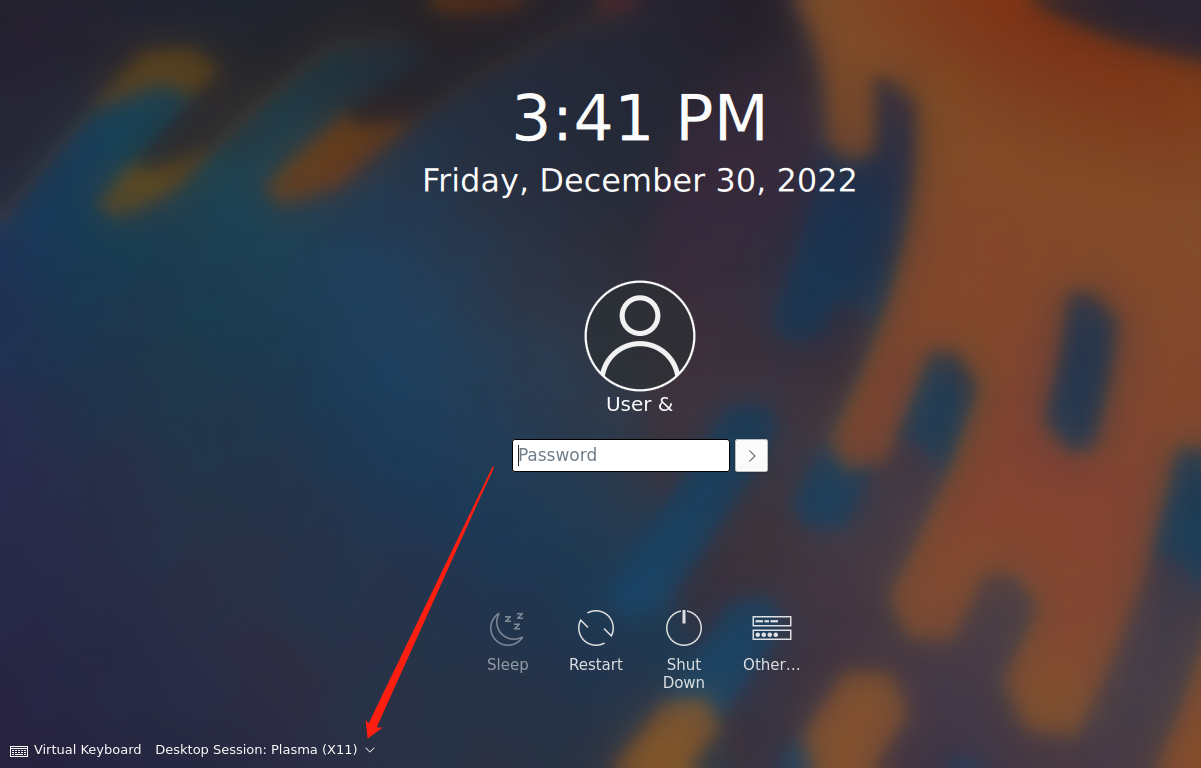 3:41 PM
Friday, December 30, 2022
User &
Password
Sleep
Restart
Shut
Down
Other...
Virtual Keyboard
Desktop Session: Plasma (X11)